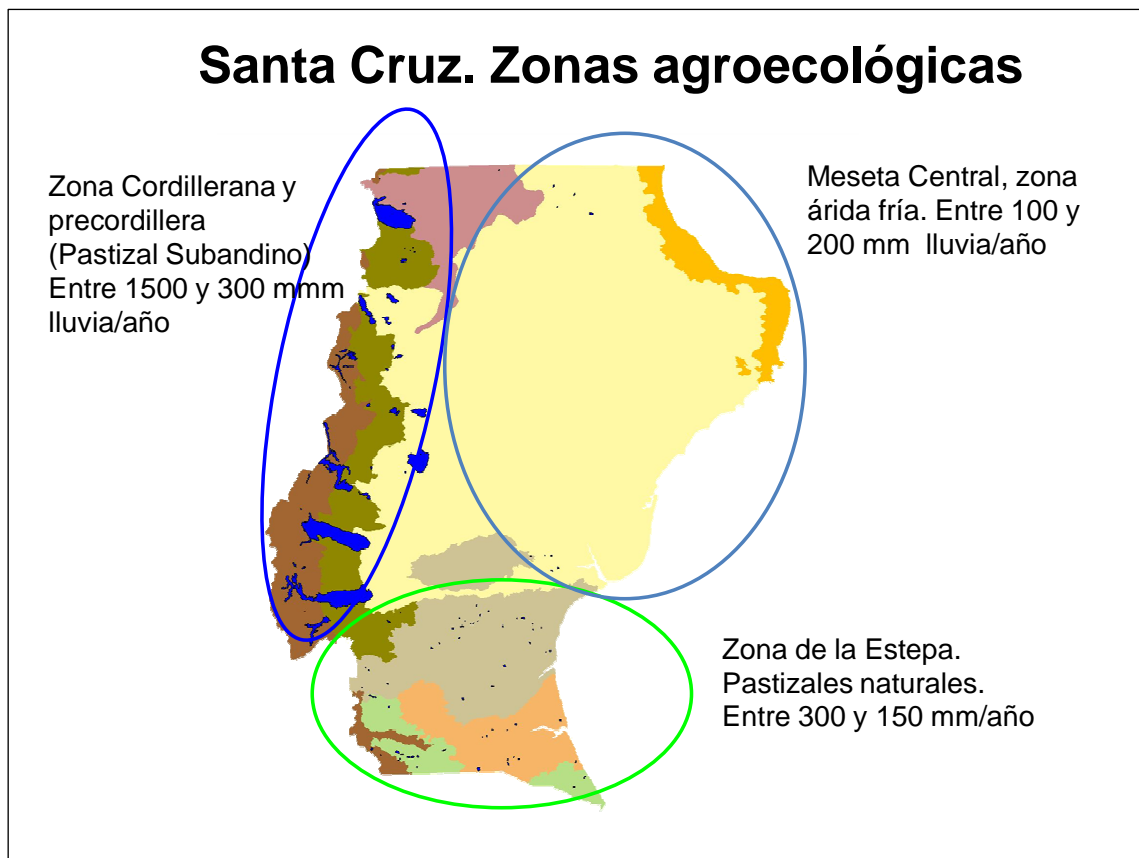 Santa Cruz. Zonas agroecológicas
Zona Cordillerana y
precordillera
(Pastizal Subandino)
Entre 1500 y 300 mmm
lluvia/año
Meseta Central, zona
árida fría. Entre 100 y
200 mm lluvia/año
Zona de la Estepa.
Pastizales naturales.
Entre 300 y 150 mm/año